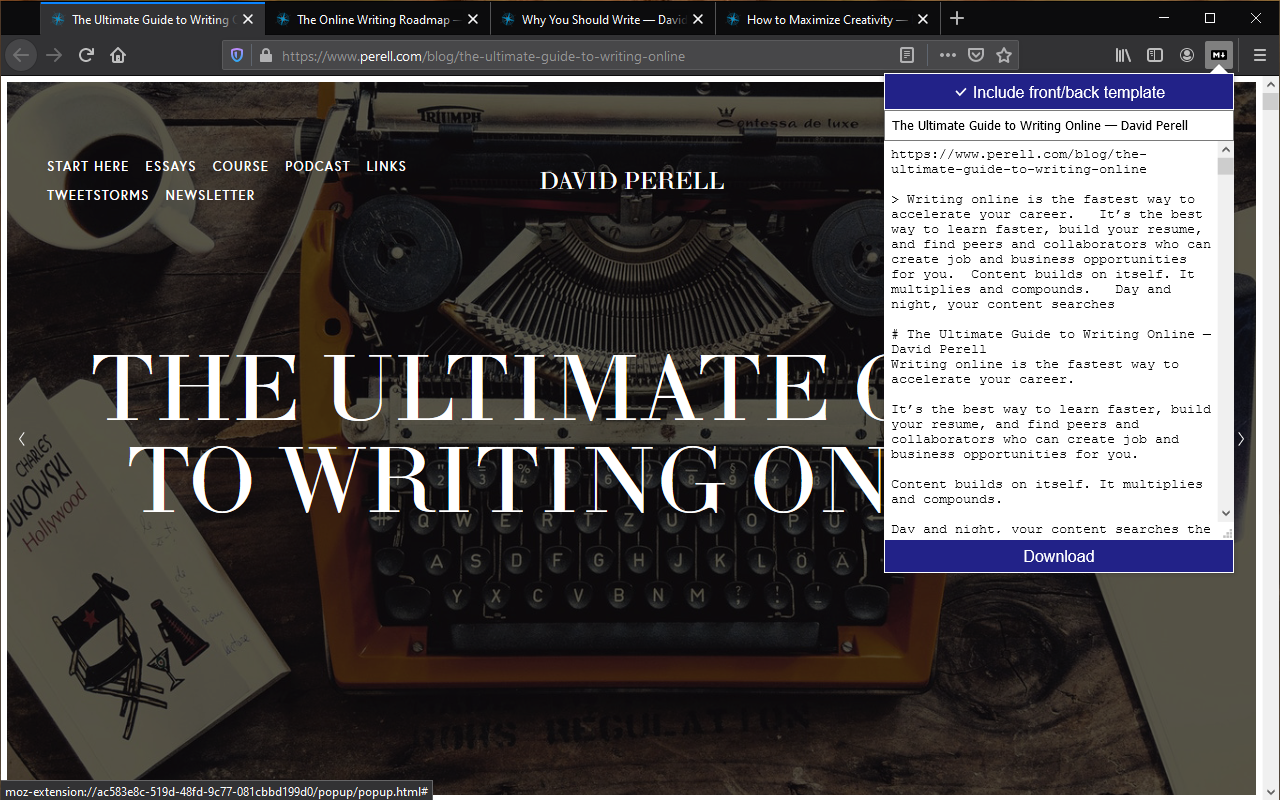 The Ultimate Guide to Writing
The Online Writing Roadmap —
Why You Should Write — David
How to Maximize Creativity —
https://www.perell.com/blog/the-ultimate-guide-to-writing-online
M↓
✓ Include front/back template
The Ultimate Guide to Writing Online — David Perell
https://www.perell.com/blog/the-
ultimate-guide-to-writing-online
> Writing online is the fastest way to
accelerate your career.   It’s the best
way to learn faster, build your resume,
and find peers and collaborators who can
create job and business opportunities
for you.  Content builds on itself. It
multiplies and compounds.   Day and
night, your content searches
# The Ultimate Guide to Writing Online —
David Perell
Writing online is the fastest way to
accelerate your career.
It’s the best way to learn faster, build
your resume, and find peers and
collaborators who can create job and
business opportunities for you.
Content builds on itself. It multiplies
and compounds.
Day and night, your content searches the
Download
START HERE ESSAYS COURSE PODCAST LINKS
TWEETSTORMS NEWSLETTER
DAVID PERELL
TRIUMPH
Contessa de luxe
THE ULTIMATE
TO WRITING ON
CHARLES
BUKOWSKI
Hollywood
Q W E R T Z U I O P Ü
A S D F G H J K L Ö Ä
Y X C V B N M
moz-extension://ac583e8c-519d-48fd-9c77-081cbbd199d0/popup/popup.html#